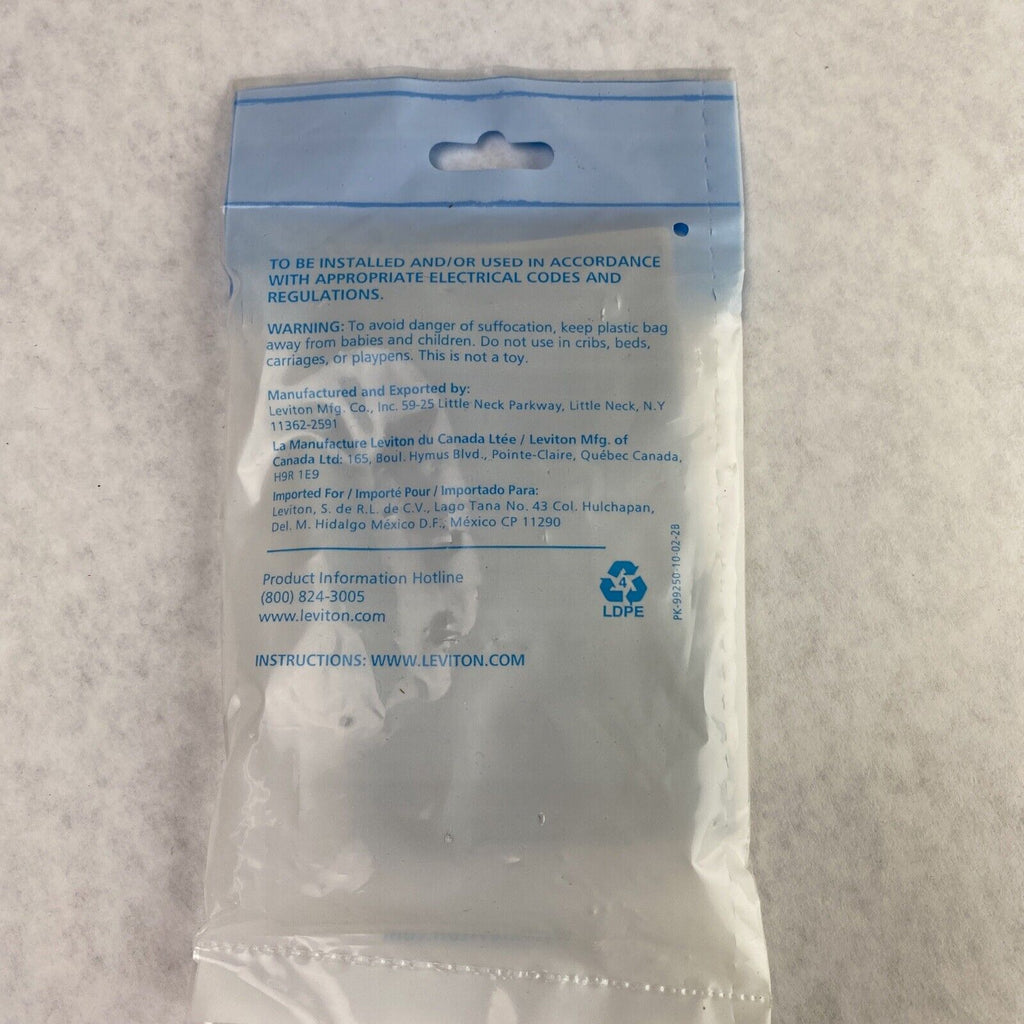 TO BE INSTALLED AND/OR USED IN ACCORDANCE
WITH APPROPRIATE ELECTRICAL CODES AND
REGULATIONS.
WARNING: To avoid danger of suffocation, keep plastic bag
away from babies and children. Do not use in cribs, beds,
carriages, or playpens. This is not a toy.
Manufactured and Exported by:
Leviton Mfg. Co., Inc. 59-25 Little Neck Parkway, Little Neck, N.Y
11362-2591
La Manufacture Leviton du Canada Ltée / Leviton Mfg. of
Canada Ltd: 165, Boul. Hymus Blvd., Pointe-Claire, Québec Canada,
H9R 1E9
Imported For / Importé Pour / Importado Para:
Leviton, S. de R.L. de C.V., Lago Tana No. 43 Col. Hulchapan,
Del. M. Hidalgo México D.F., México CP 11290
Product Information Hotline
(800) 824-3005
www.leviton.com
4
LDPE
PK-99250-10-02-2B
INSTRUCTIONS: WWW.LEVITON.COM